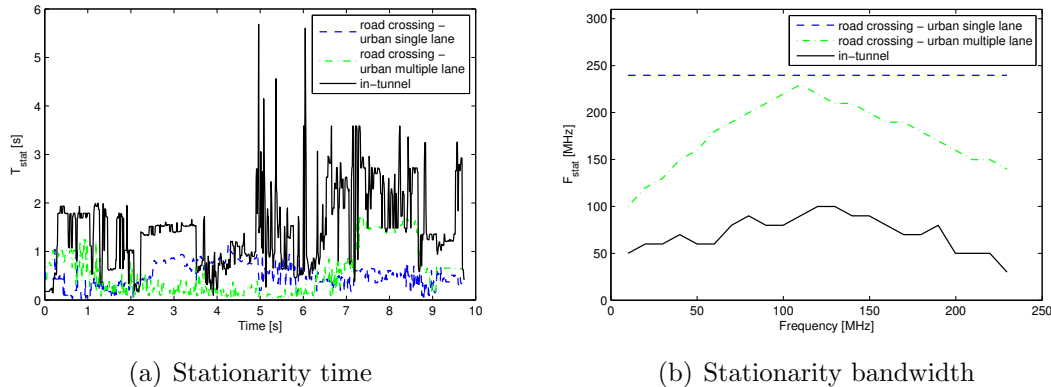 6
5
4
3
2
1
0
T_stat [s]
0 1 2 3 4 5 6 7 8 9 10
Time [s]
road crossing −
urban single lane
road crossing −
urban multiple lane
in−tunnel
(a) Stationarity time
300
250
200
150
100
50
0
F_stat [MHz]
0 50 100 150 200 250
Frequency [MHz]
road crossing − urban single lane
road crossing − urban multiple lane
in−tunnel
(b) Stationarity bandwidth